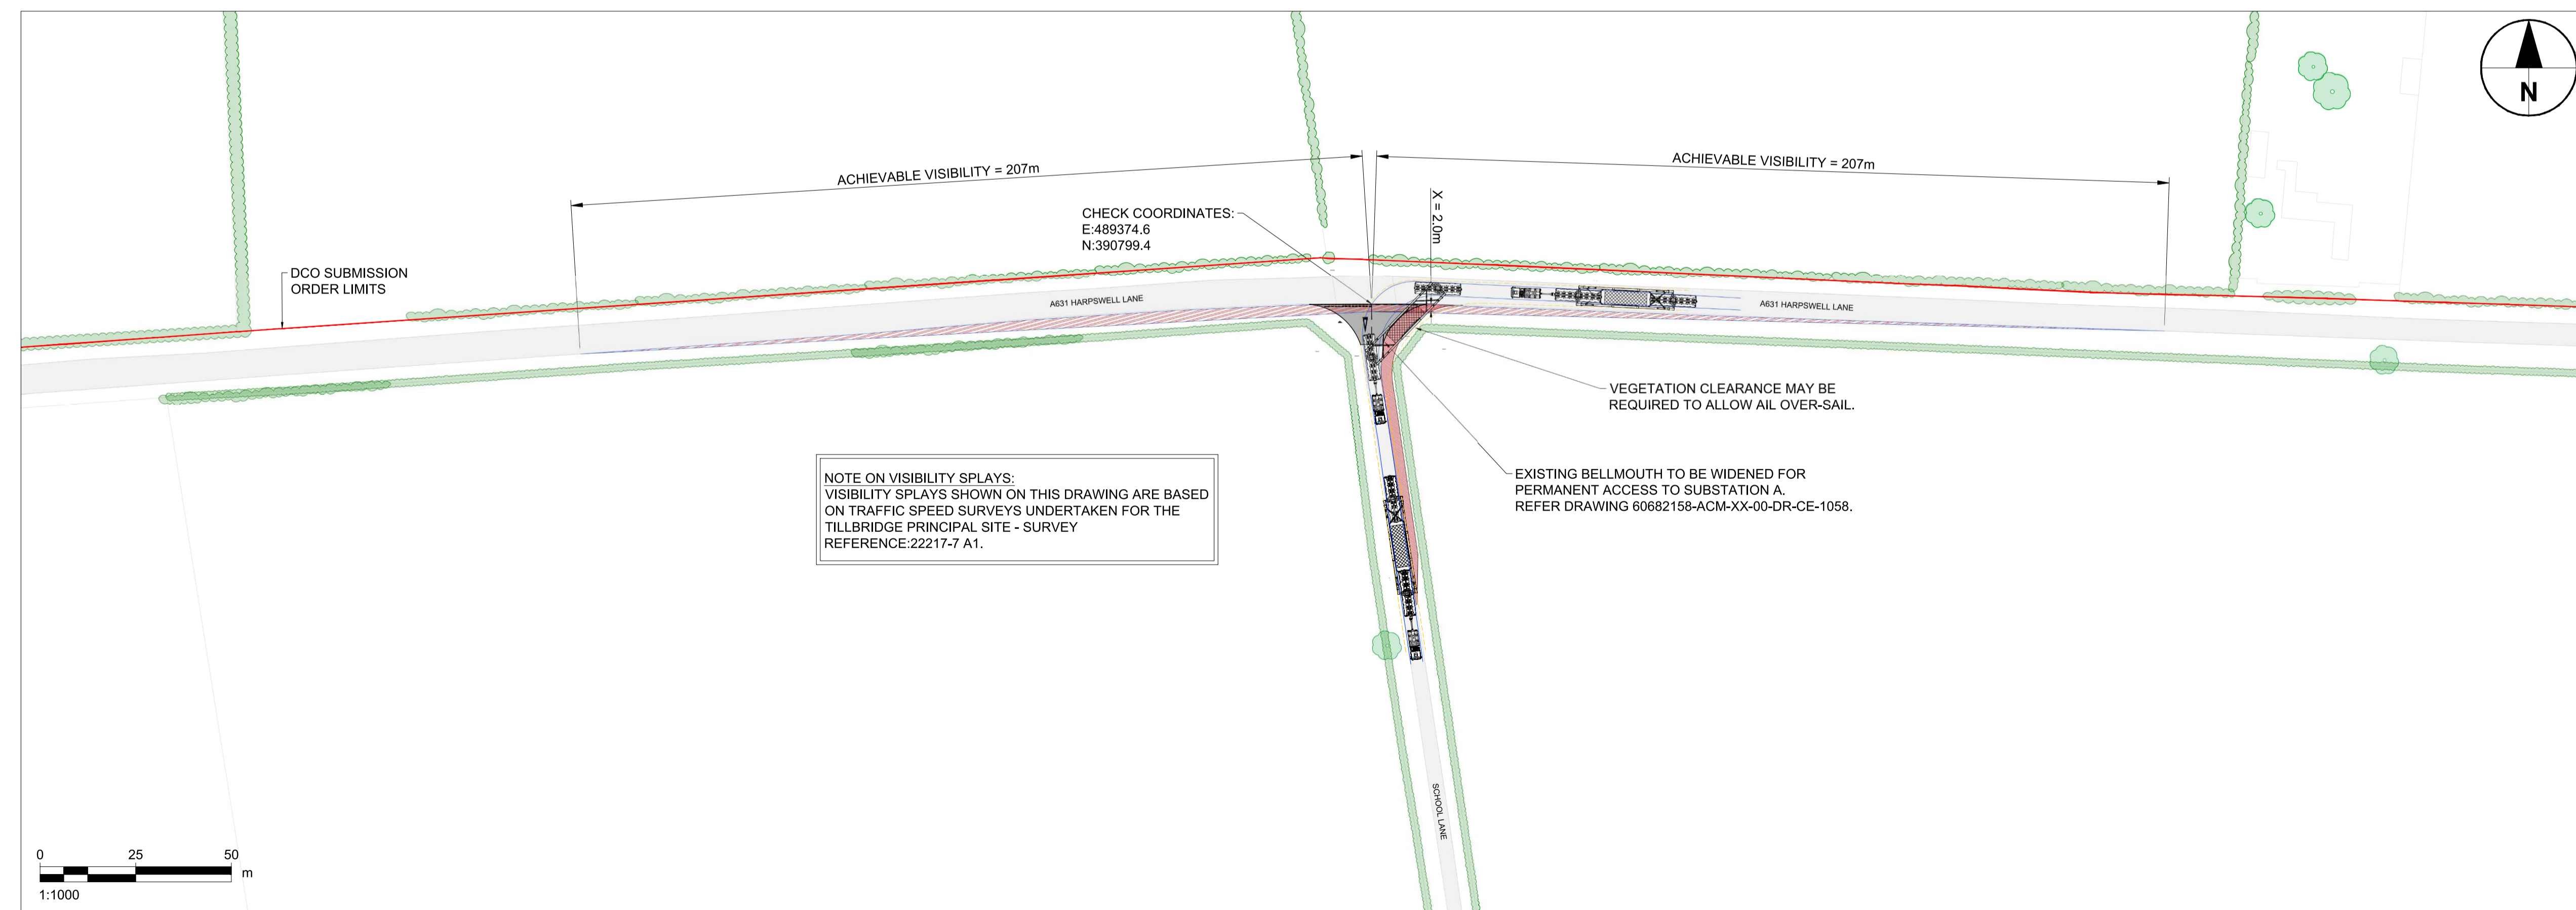 N
ACHIEVABLE VISIBILITY = 207m
ACHIEVABLE VISIBILITY = 207m
X = 2.0m
CHECK COORDINATES:
E:489374.6
N:390799.4
DCO SUBMISSION
ORDER LIMITS
A631 HARPSWELL LANE
A631 HARPSWELL LANE
VEGETATION CLEARANCE MAY BE
REQUIRED TO ALLOW AIL OVER-SAIL.
EXISTING BELLMOUTH TO BE WIDENED FOR
PERMANENT ACCESS TO SUBSTATION A.
REFER DRAWING 60682158-ACM-XX-00-DR-CE-1058.
NOTE ON VISIBILITY SPLAYS:
VISIBILITY SPLAYS SHOWN ON THIS DRAWING ARE BASED
ON TRAFFIC SPEED SURVEYS UNDERTAKEN FOR THE
TILLBRIDGE PRINCIPAL SITE - SURVEY
REFERENCE:22217-7 A1.
SCHOOL LANE
0 25 50
m
1:1000